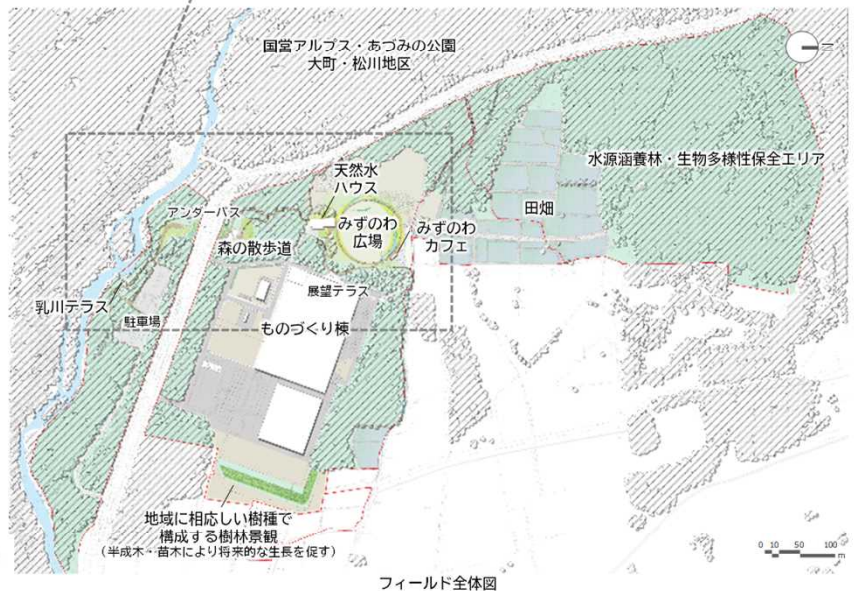 国営アルプス・あづみの公園
大町・松川地区
天然水
ハウス
水源涵養林・生物多様性保全エリア
アンダーパス
みずのわ
広場
みずのわ
カフェ
田畑
森の散歩道
展望テラス
乳川テラス
駐車場
ものづくり棟
地域に相応しい樹種で
構成する樹林景観
(半成木・苗木により将来的な生長を促す)
0 10 50 100
m
フィールド全体図